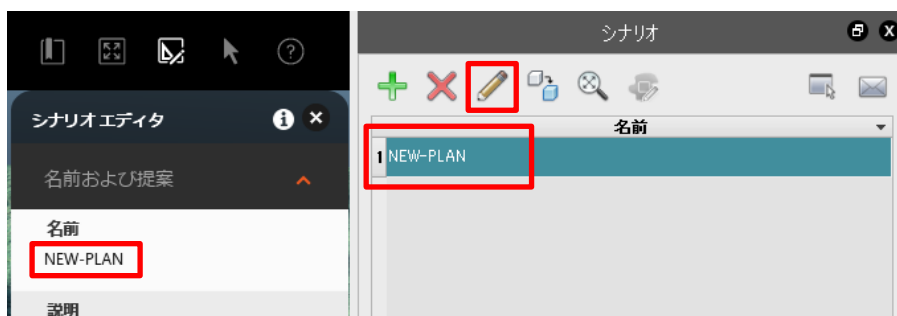 シナリオ エディタ
名前および提案
名前
NEW-PLAN
説明
シナリオ
名前
1 NEW-PLAN